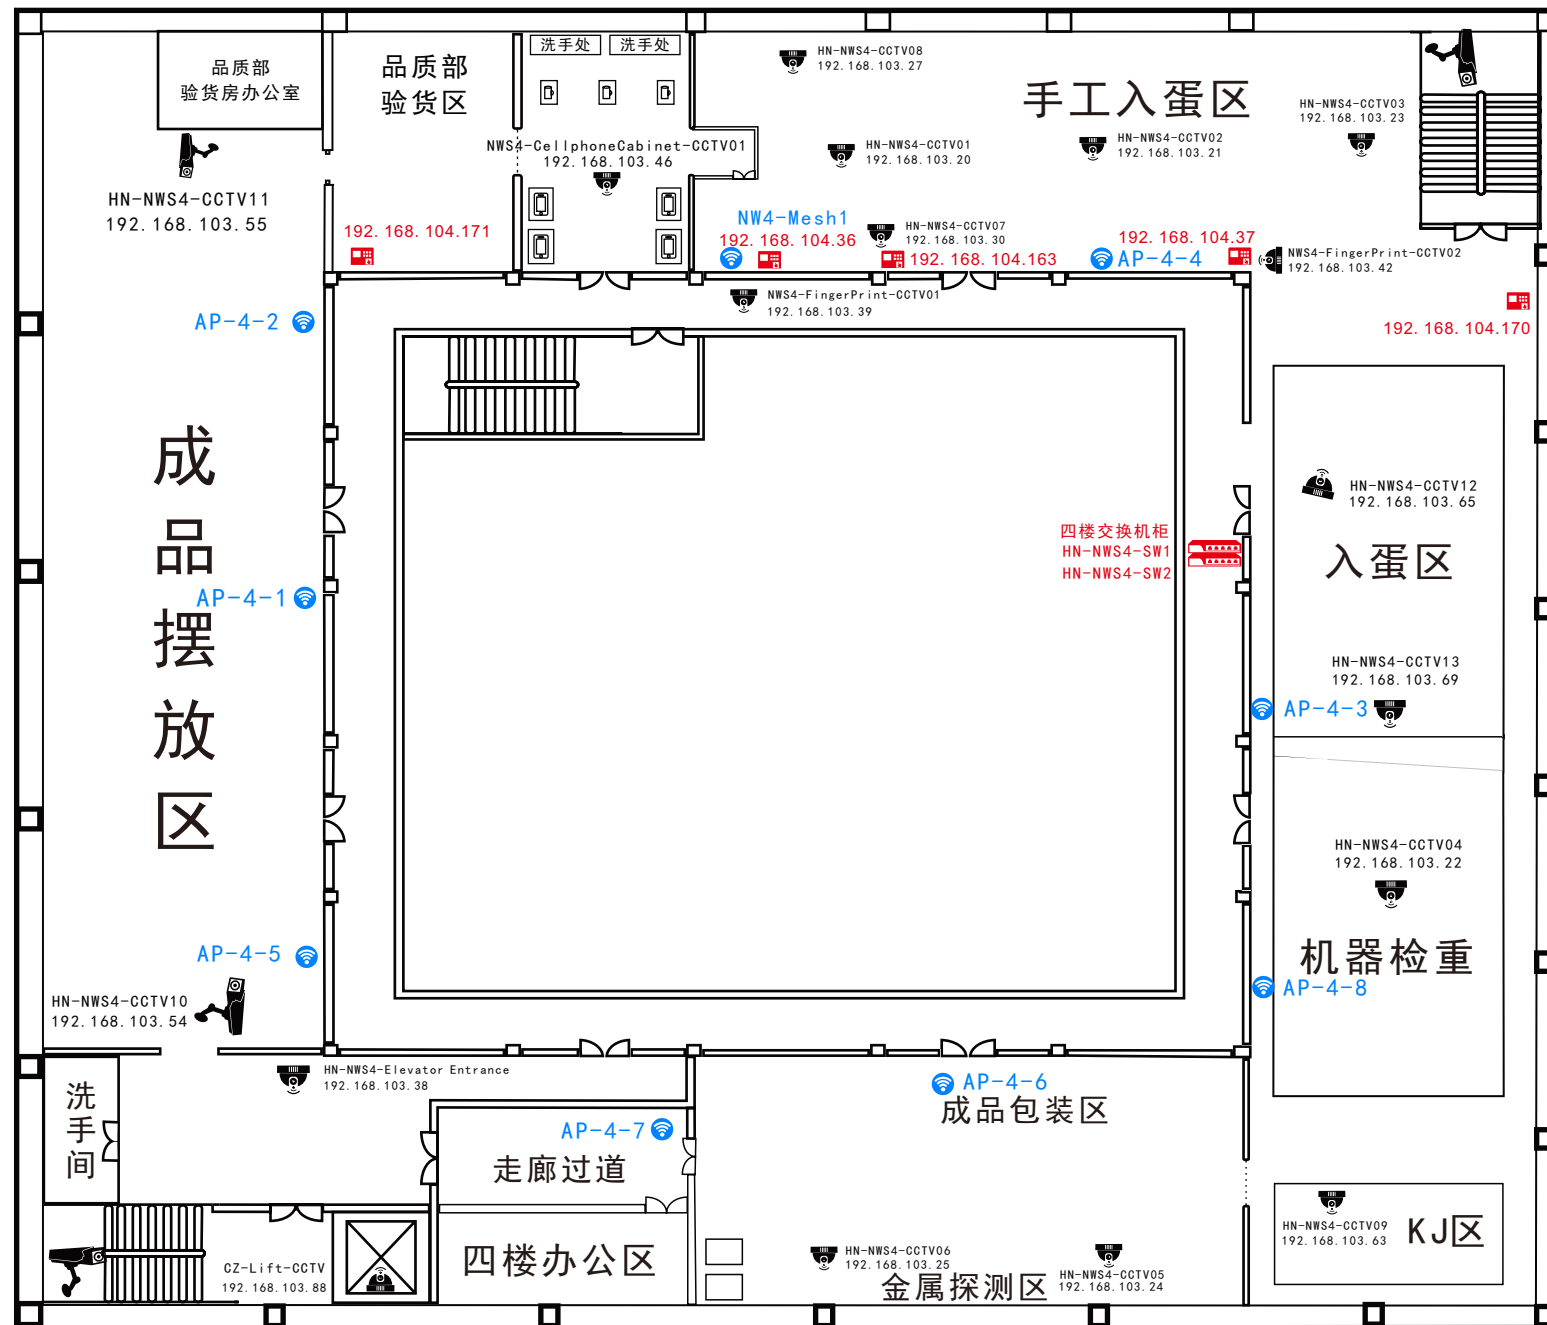 洗手处
洗手处
品质部
验货房办公室
品质部
验货区
HN-NWS4-CCTV08
192.168.103.27
手工入蛋区
HN-NWS4-CCTV03
192.168.103.23
NWS4-CellphoneCabinet-CCTV01
192.168.103.46
HN-NWS4-CCTV01
192.168.103.20
HN-NWS4-CCTV02
192.168.103.21
HN-NWS4-CCTV11
192.168.103.55
192.168.104.171
NW4-Mesh1
192.168.104.36
HN-NWS4-CCTV07
192.168.103.30
192.168.104.163
192.168.104.37
AP-4-4
NWS4-FingerPrint-CCTV02
192.168.103.42
NWS4-FingerPrint-CCTV01
192.168.103.39
192.168.104.170
AP-4-2
成品摆放区
HN-NWS4-CCTV12
192.168.103.65
入蛋区
四楼交换机柜
HN-NWS4-SW1
HN-NWS4-SW2
AP-4-1
HN-NWS4-CCTV13
192.168.103.69
AP-4-3
HN-NWS4-CCTV04
192.168.103.22
机器检重
AP-4-8
AP-4-5
HN-NWS4-CCTV10
192.168.103.54
HN-NWS4-Elevator Entrance
192.168.103.38
AP-4-6
成品包装区
洗手间
AP-4-7
走廊过道
四楼办公区
CZ-Lift-CCTV
192.168.103.88
HN-NWS4-CCTV06
192.168.103.25
金属探测区
HN-NWS4-CCTV05
192.168.103.24
HN-NWS4-CCTV09
192.168.103.63
KJ区